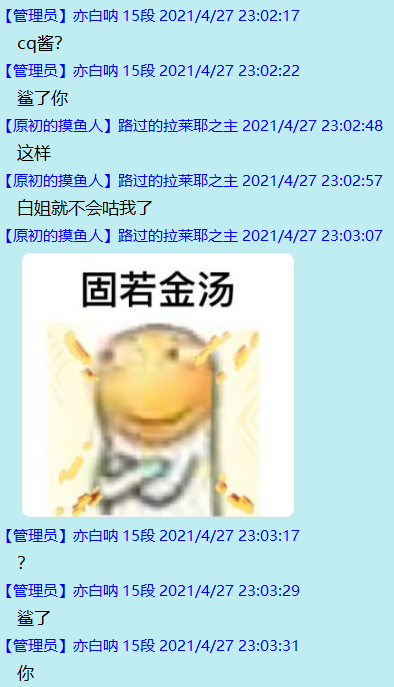 【管理员】亦白呐 15段 2021/4/27 23:02:17
cq酱?
【管理员】亦白呐 15段 2021/4/27 23:02:22
鲨了你
【原初的摸鱼人】路过的拉莱耶之主 2021/4/27 23:02:48
这样
【原初的摸鱼人】路过的拉莱耶之主 2021/4/27 23:02:57
白姐就不会咕我了
【原初的摸鱼人】路过的拉莱耶之主 2021/4/27 23:03:07
固若金汤
【管理员】亦白呐 15段 2021/4/27 23:03:17
?
【管理员】亦白呐 15段 2021/4/27 23:03:29
鲨了
【管理员】亦白呐 15段 2021/4/27 23:03:31
你